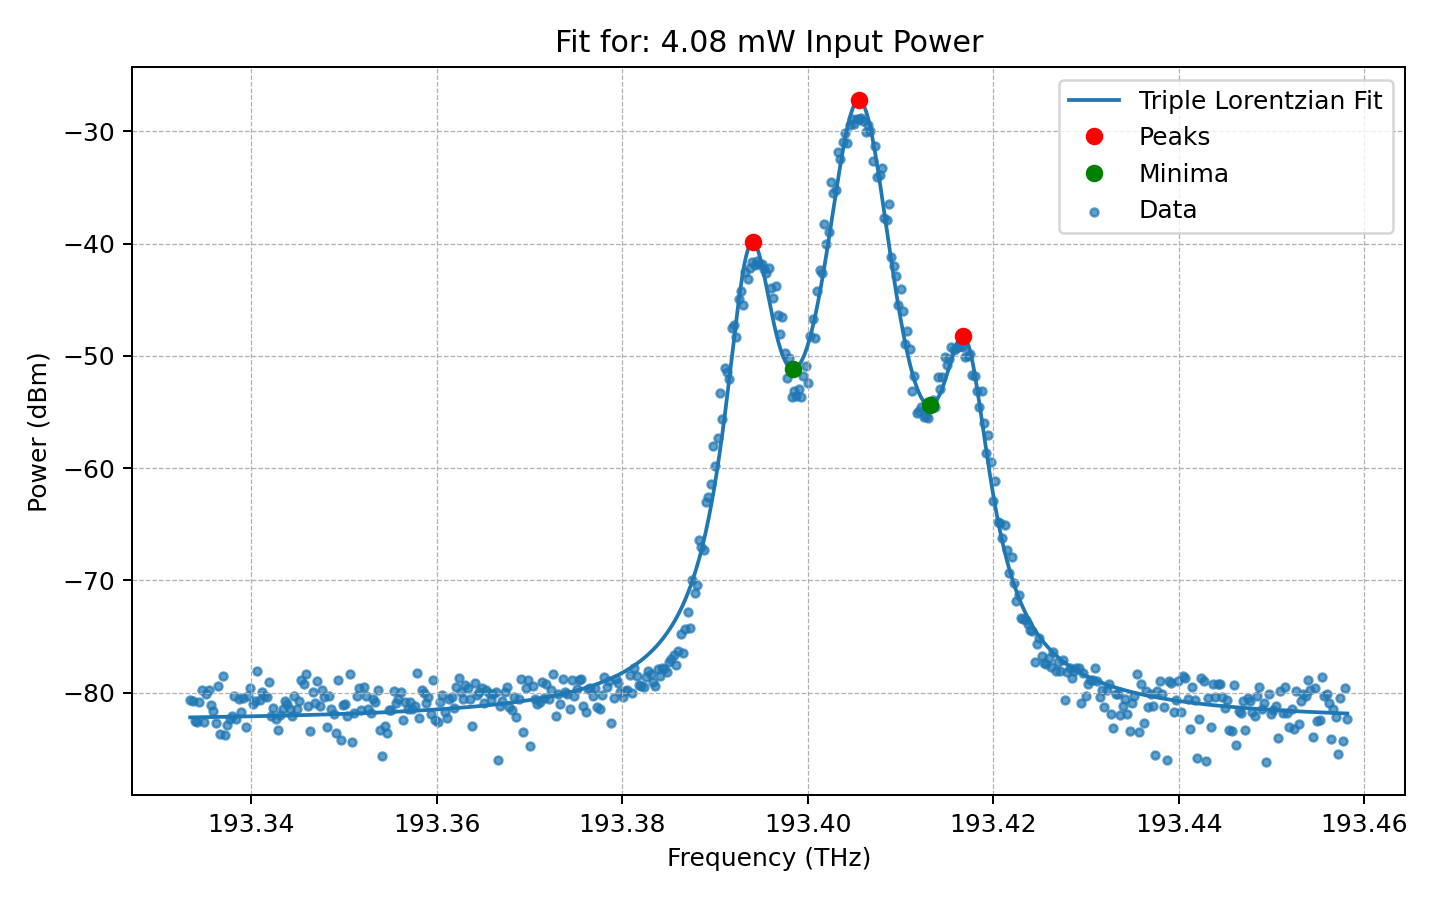 Fit for: 4.08 mW Input Power
Triple Lorentzian Fit
Peaks
Minima
Data
Power (dBm)
−30
−40
−50
−60
−70
−80
193.34 193.36 193.38 193.40 193.42 193.44 193.46
Frequency (THz)